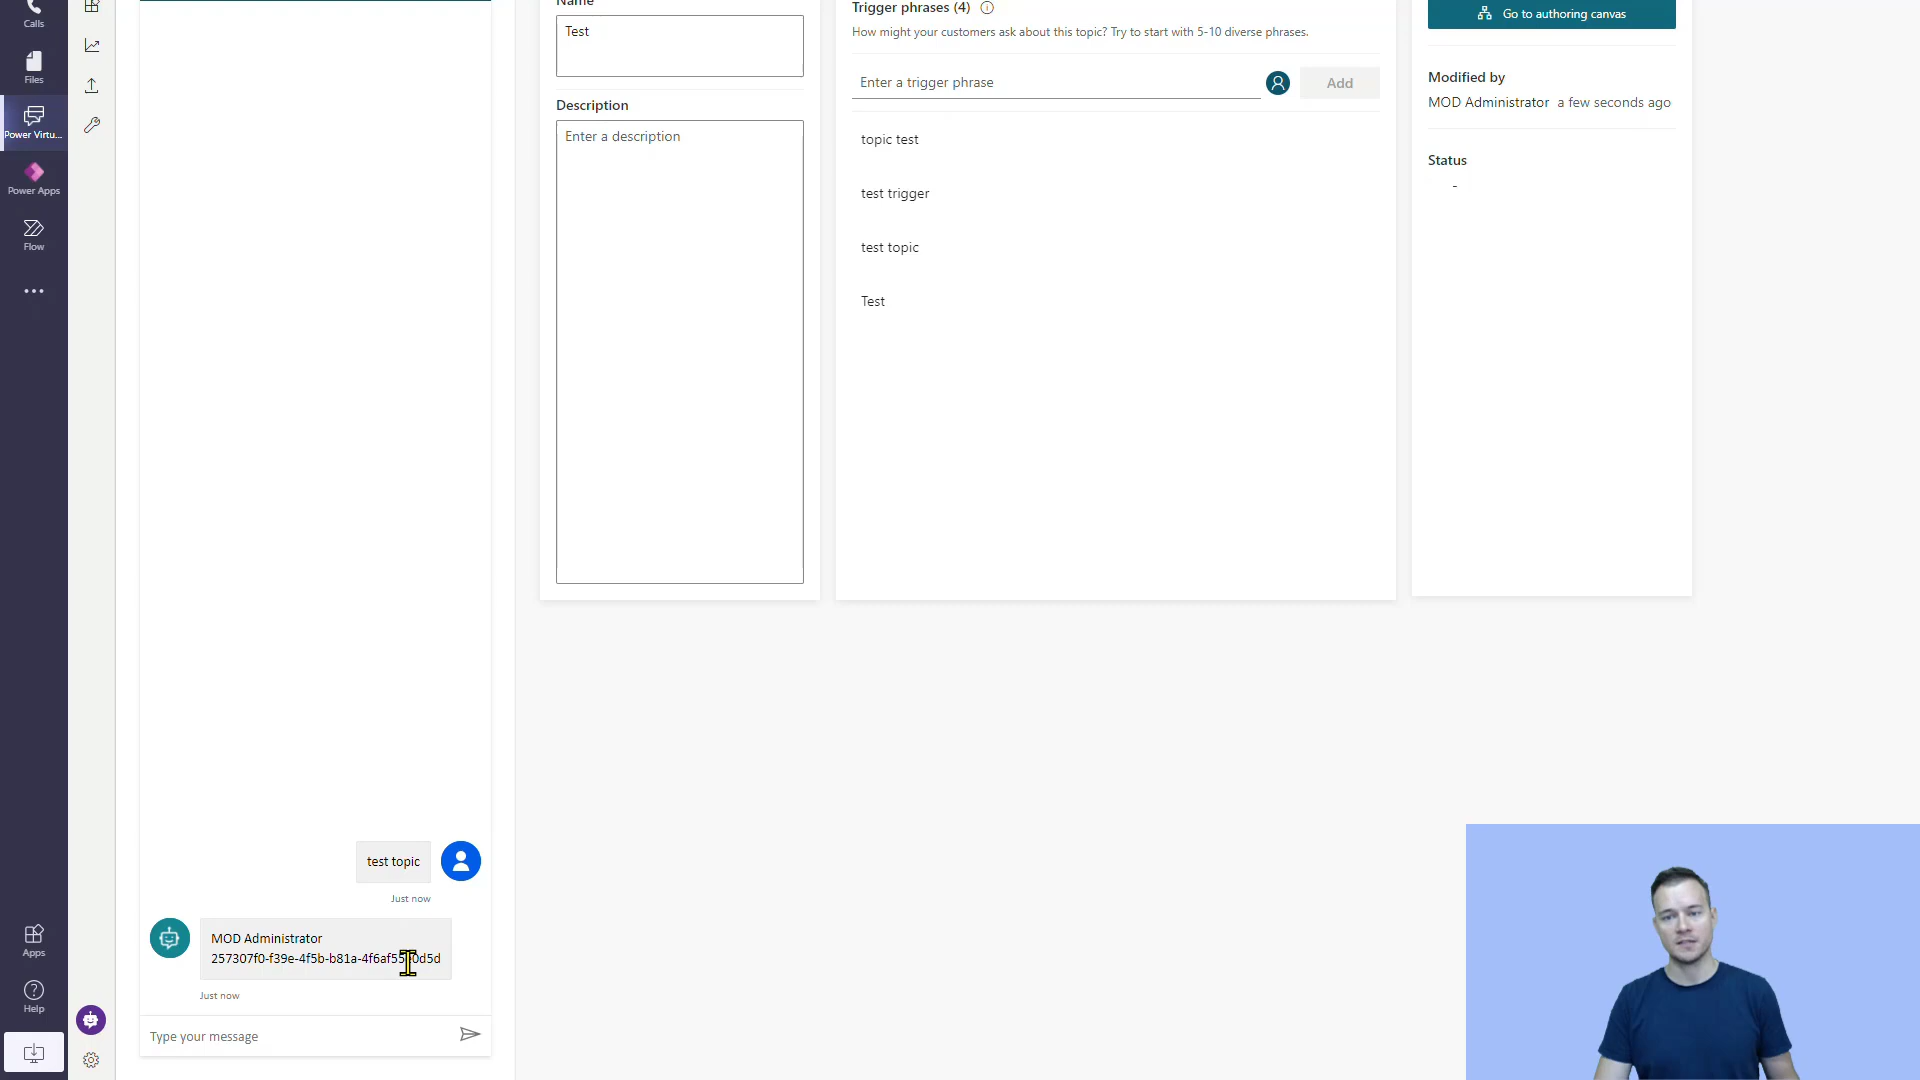 Calls
Files
Power Virtu...
Power Apps
Flow
Apps
Help
test topic
Just now
MOD Administrator
Just now
Type your message
Name
Test
Description
Enter a description
Trigger phrases (4)
How might your customers ask about this topic? Try to start with 5-10 diverse phrases.
Enter a trigger phrase
Add
topic test
test trigger
test topic
Test
Go to authoring canvas
Modified by
MOD Administrator a few seconds ago
Status
-